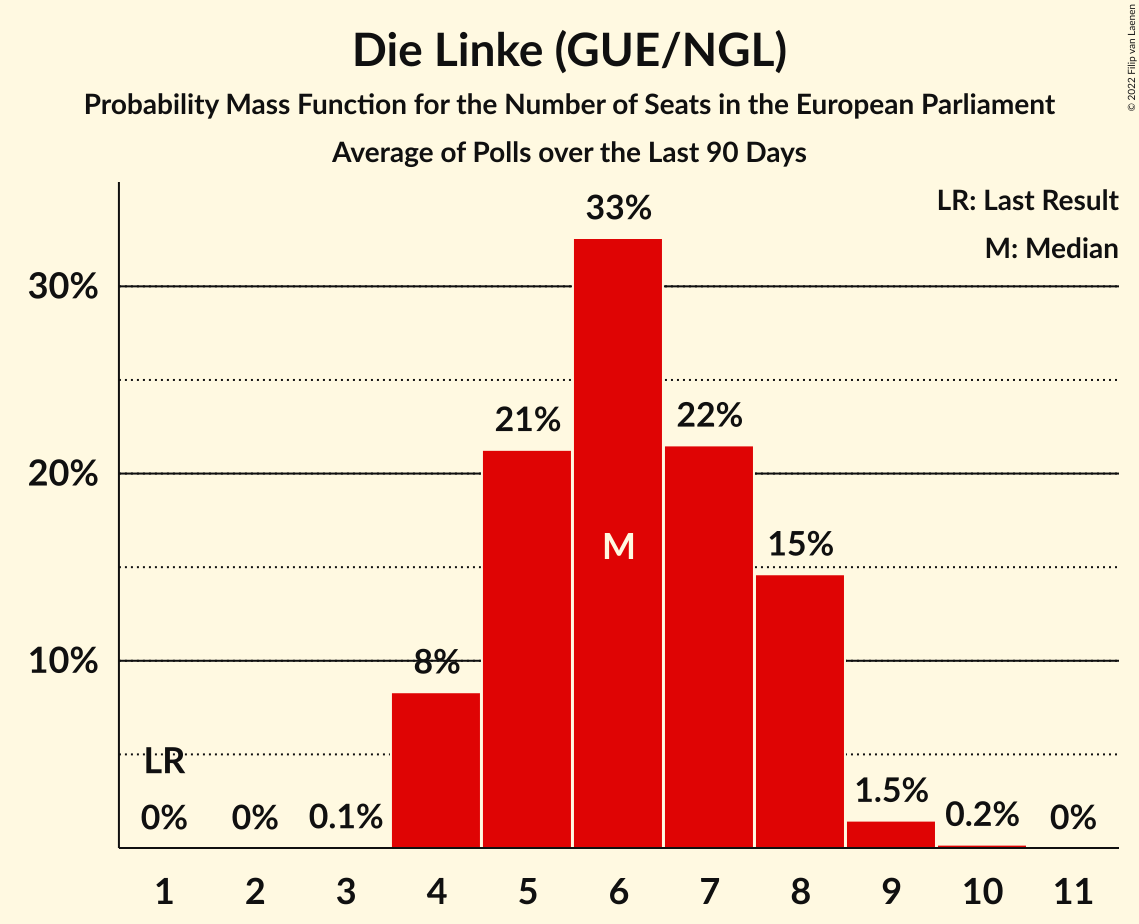 Die Linke (GUE/NGL)
Probability Mass Function for the Number of Seats in the European Parliament
Average of Polls over the Last 90 Days
© 2022 Filip van Laenen
LR: Last Result
M: Median
33%
30%
22%
21%
20%
M
15%
10%
8%
LR
1.5%
0% 0% 0.1% 0.2% 0%
1 2 3 4 5 6 7 8 9 10 11